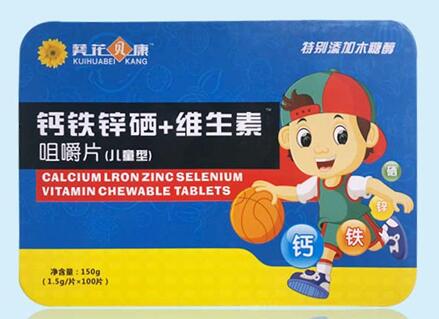 葵花贝康
KUIHUABEI KANG
特别添加木糖醇
钙铁锌硒+维生素™
咀嚼片(儿童型)
CALCIUM LRON ZINC SELENIUM
VITAMIN CHEWABLE TABLETS
硒
锌
钙
铁
净含量:150g
(1.5g/片×100片)